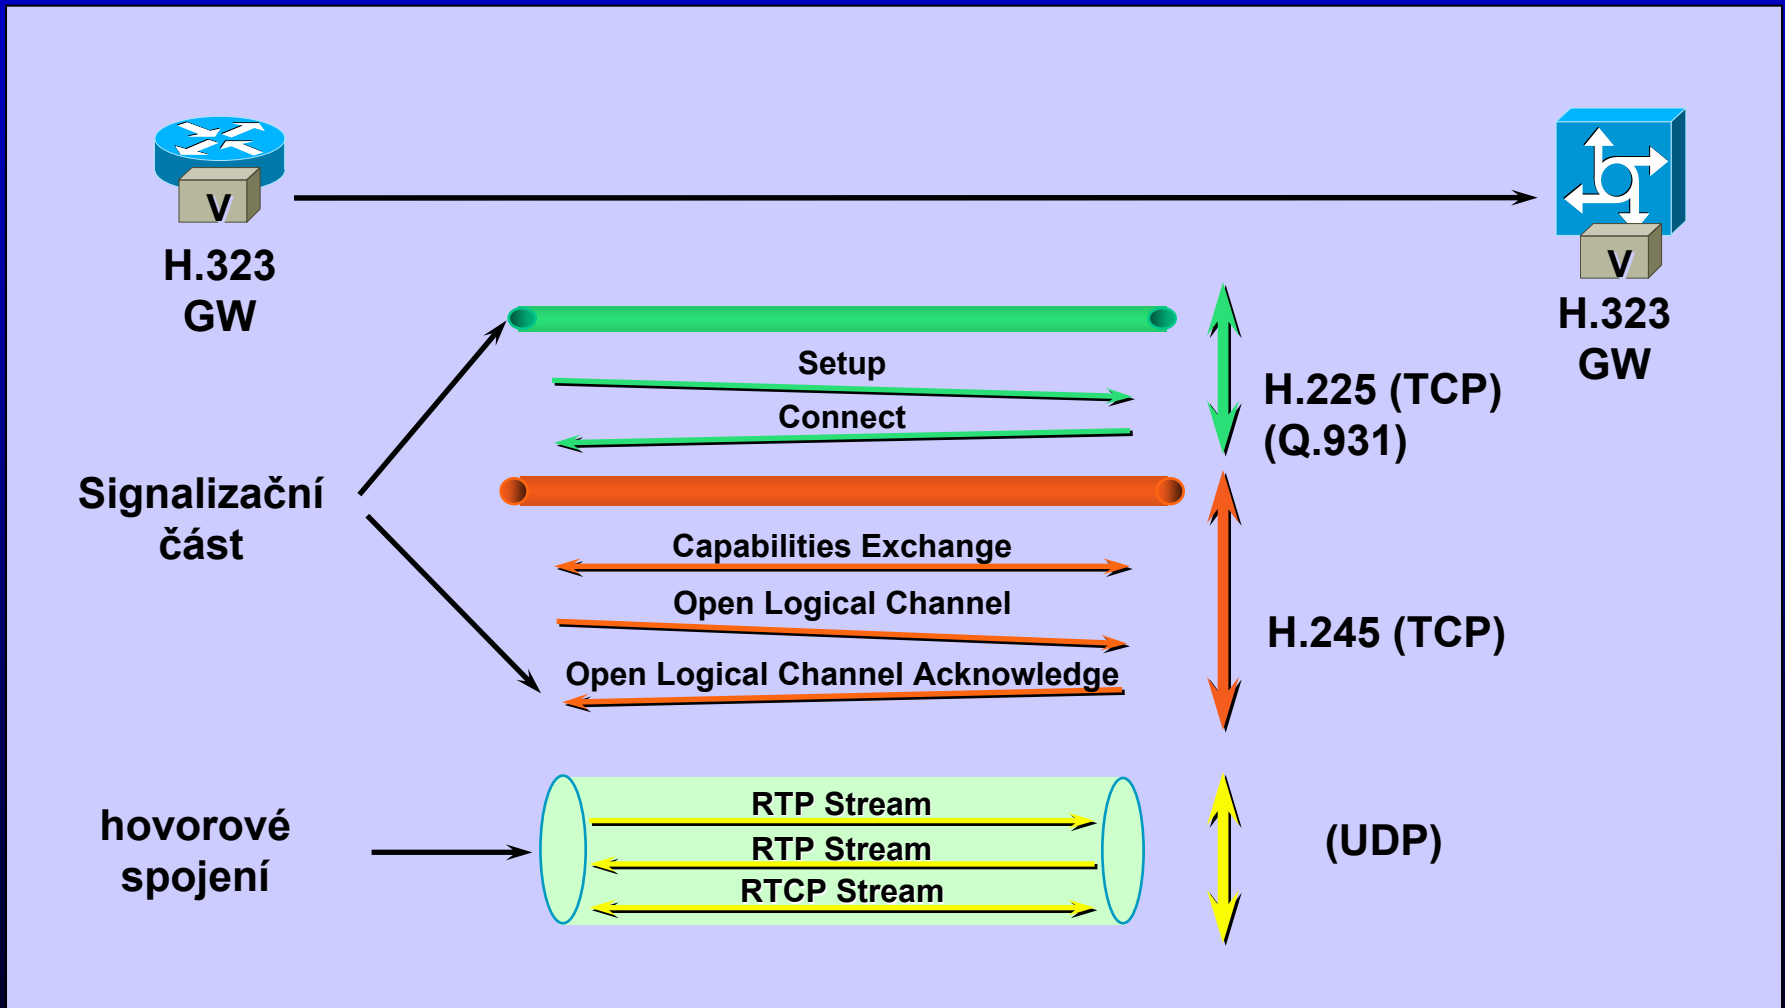 V
H.323
GW
V
H.323
GW
Setup
Connect
H.225 (TCP)
(Q.931)
Signalizační
část
Capabilities Exchange
Open Logical Channel
Open Logical Channel Acknowledge
H.245 (TCP)
hovorové
spojení
RTP Stream
RTP Stream
RTCP Stream
(UDP)